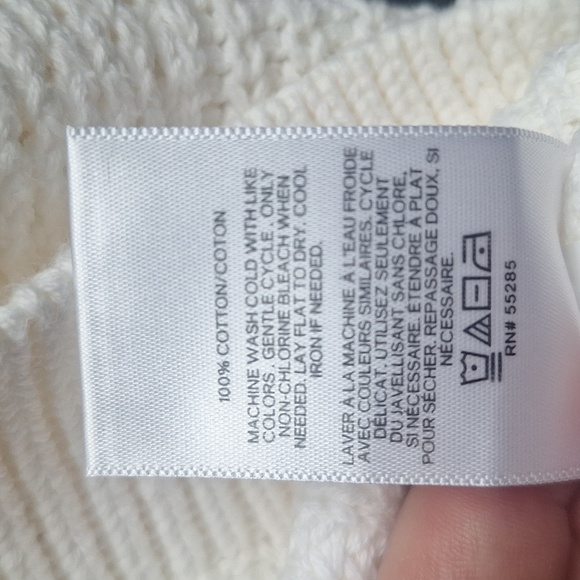 100% COTTON/COTON
MACHINE WASH COLD WITH LIKE
COLORS. GENTLE CYCLE. ONLY
NON-CHLORINE BLEACH WHEN
NEEDED. LAY FLAT TO DRY. COOL
IRON IF NEEDED.
LAVER À LA MACHINE À L'EAU FROIDE
AVEC COULEURS SIMILAIRES. CYCLE
DÉLICAT. UTILISEZ SEULEMENT
DU JAVELLISANT SANS CHLORE,
SI NÉCESSAIRE. ÉTENDRE À PLAT
POUR SÉCHER. REPASSAGE DOUX, SI
NÉCESSAIRE.
RN# 55285